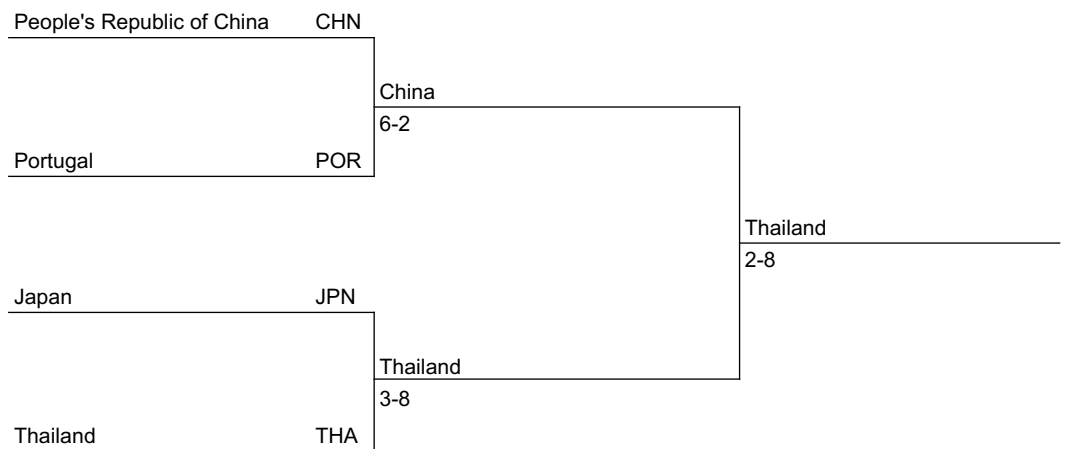 People's Republic of China CHN
China
6-2
Portugal POR
Thailand
2-8
Japan JPN
Thailand
3-8
Thailand THA